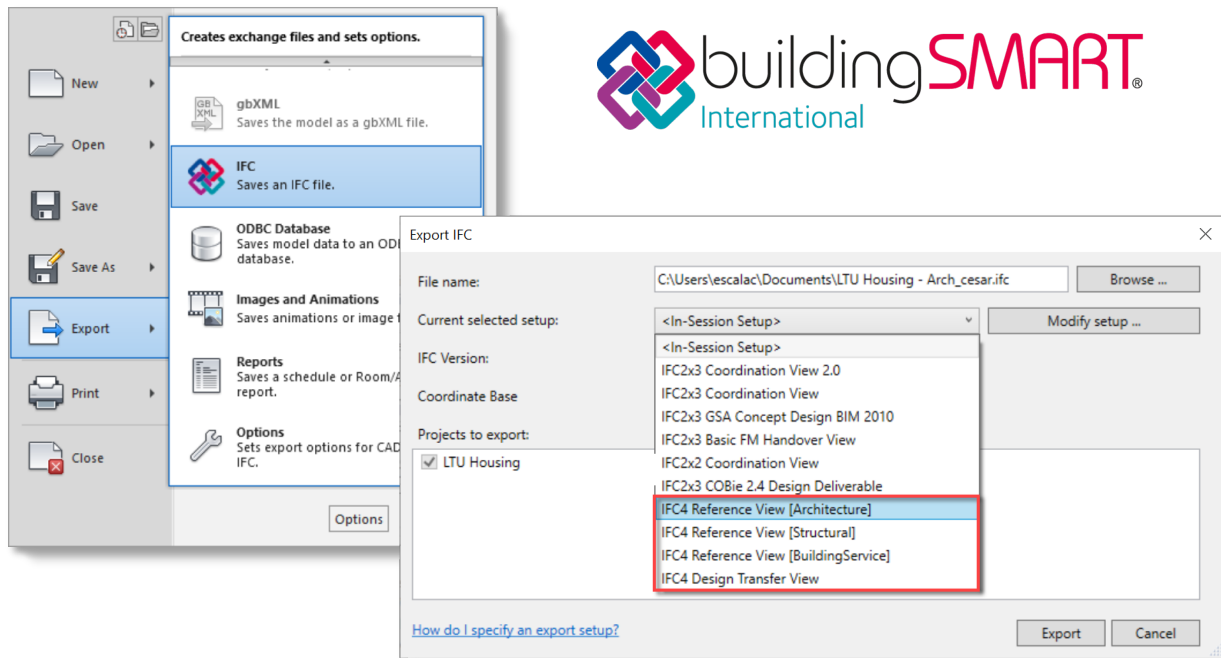 Creates exchange files and sets options.
New
Open
Save
Save As
Export
Print
Close
GB
XML
gbXML
Saves the model as a gbXML file.
IFC
Saves an IFC file.
ODBC Database
Saves model data to an OD
database.
Images and Animations
Saves animations or image f
Reports
Saves a schedule or Room/A
report.
Options
Sets export options for CAD
IFC.
Options
buildingSMART®
International
Export IFC
File name:
C:\Users\escalac\Documents\LTU Housing - Arch_cesar.ifc
Browse ...
Current selected setup:
<In-Session Setup>
Modify setup ...
IFC Version:
Coordinate Base
Projects to export:
LTU Housing
<In-Session Setup>
IFC2x3 Coordination View 2.0
IFC2x3 Coordination View
IFC2x3 GSA Concept Design BIM 2010
IFC2x3 Basic FM Handover View
IFC2x2 Coordination View
IFC2x3 COBie 2.4 Design Deliverable
IFC4 Reference View [Architecture]
IFC4 Reference View [Structural]
IFC4 Reference View [BuildingService]
IFC4 Design Transfer View
How do I specify an export setup?
Export
Cancel